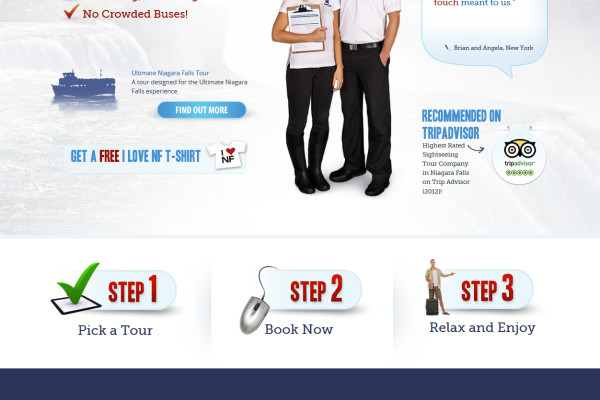 touch meant to us."
No Crowded Buses!
Brian and Angela, New York
Ultimate Niagara Falls Tour
A tour designed for the Ultimate Niagara
Falls experience.
FIND OUT MORE
GET A FREE I LOVE NF T-SHIRT
I
NF
RECOMMENDED ON
TRIPADVISOR
Highest Rated
Sightseeing
Tour Company
in Niagara Falls
on Trip Advisor
(2012)!
tripadvisor
STEP 1
Pick a Tour
STEP 2
Book Now
STEP 3
Relax and Enjoy